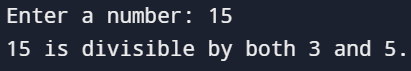 Enter a number: 15
15 is divisible by both 3 and 5.